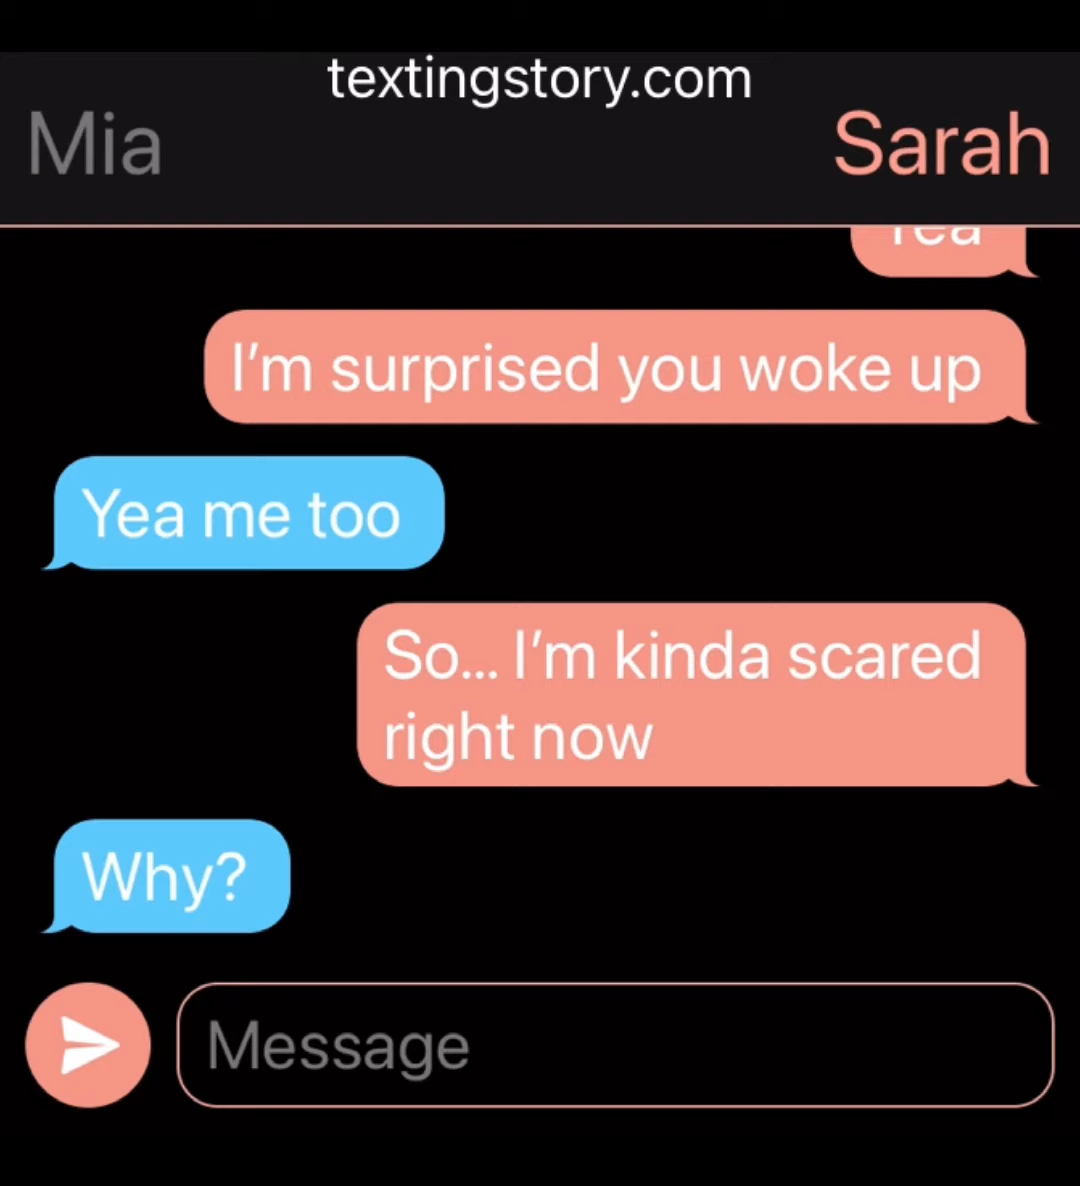 textingstory.com
Mia
Sarah
I’m surprised you woke up
Yea me too
So... I’m kinda scared
right now
Why?
Message